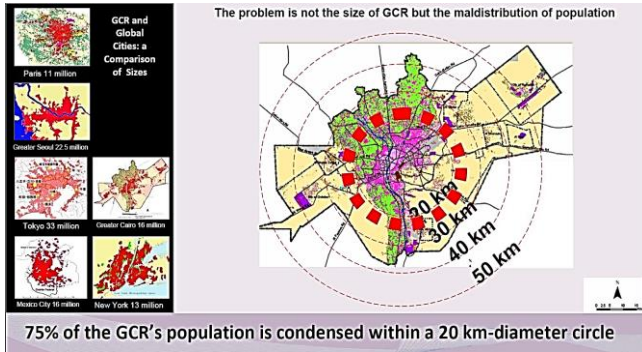 GCR and
Global
Cities: a
Comparison
of Sizes
Paris 11 million
Greater Seoul 22.5 million
Tokyo 33 million
Greater Cairo 16 million
Mexico City 16 million
New York 13 million
The problem is not the size of GCR but the maldistribution of population
20 km
30 km
40 km
50 km
N
75% of the GCR's population is condensed within a 20 km-diameter circle